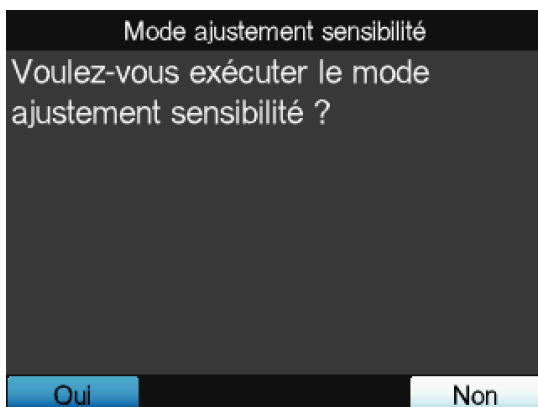 Mode ajustement sensibilité
Voulez-vous exécuter le mode
ajustement sensibilité ?
Oui
Non